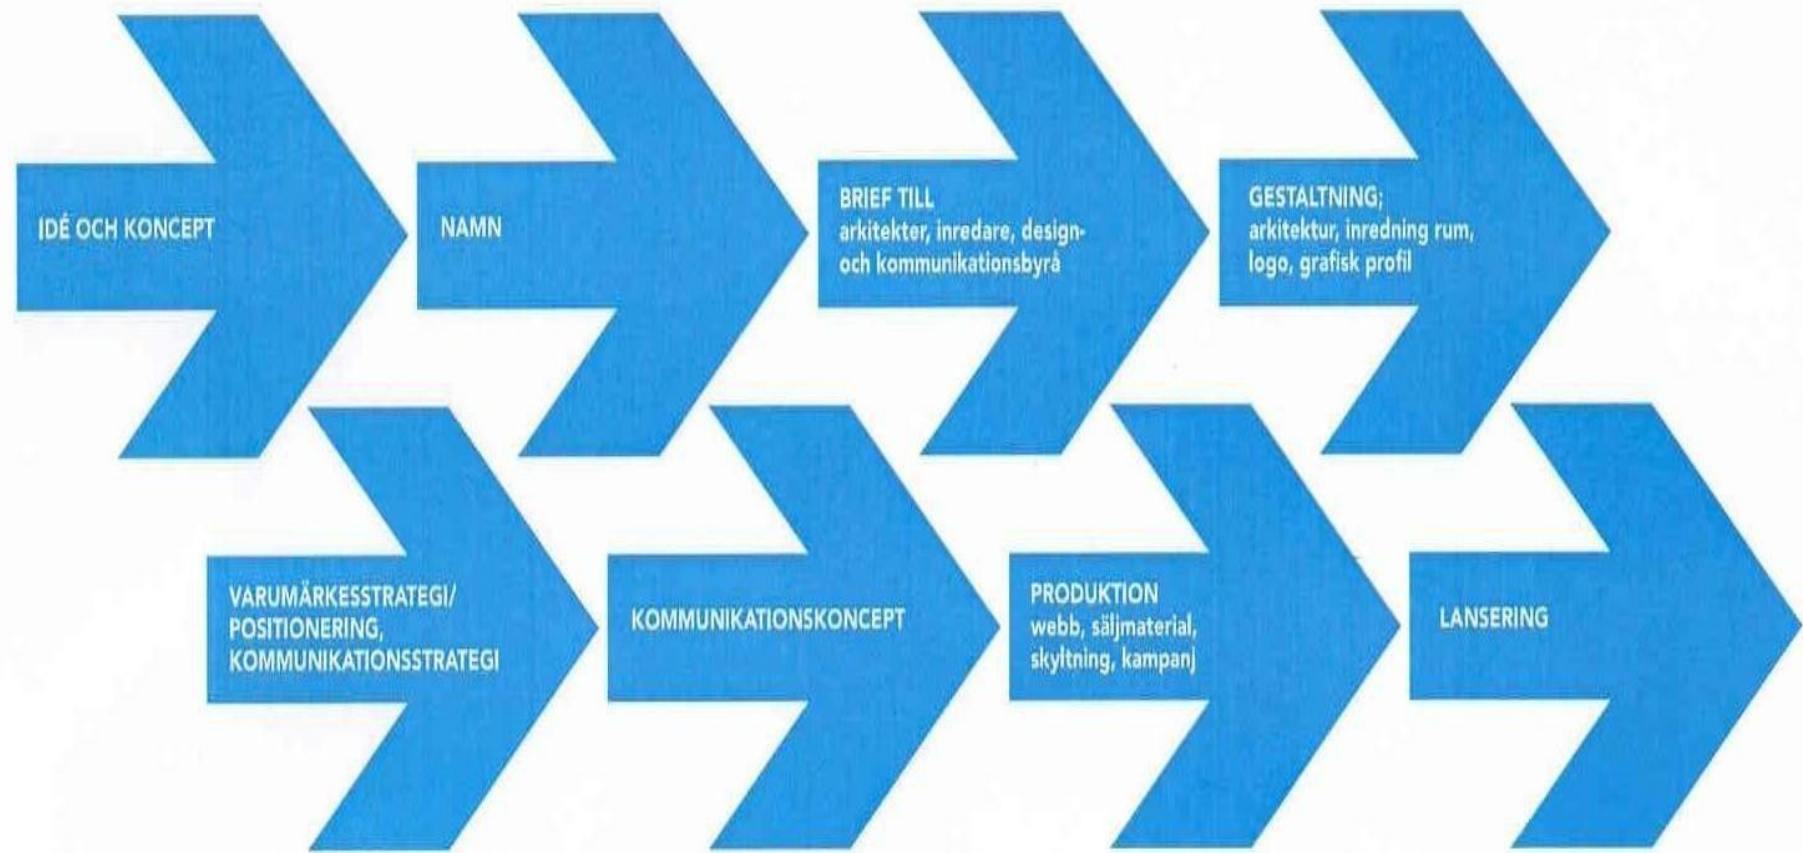 IDÉ OCH KONCEPT
NAMN
BRIEF TILL
arkitekter, inredare, design-
och kommunikationsbyrå
GESTALTNING;
arkitektur, inredning rum,
logo, grafisk profil
VARUMÄRKESSTRATEGI/
POSITIONERING,
KOMMUNIKATIONSSTRATEGI
KOMMUNIKATIONSKONCEPT
PRODUKTION
webb, säljmaterial,
skyltning, kampanj
LANSERING